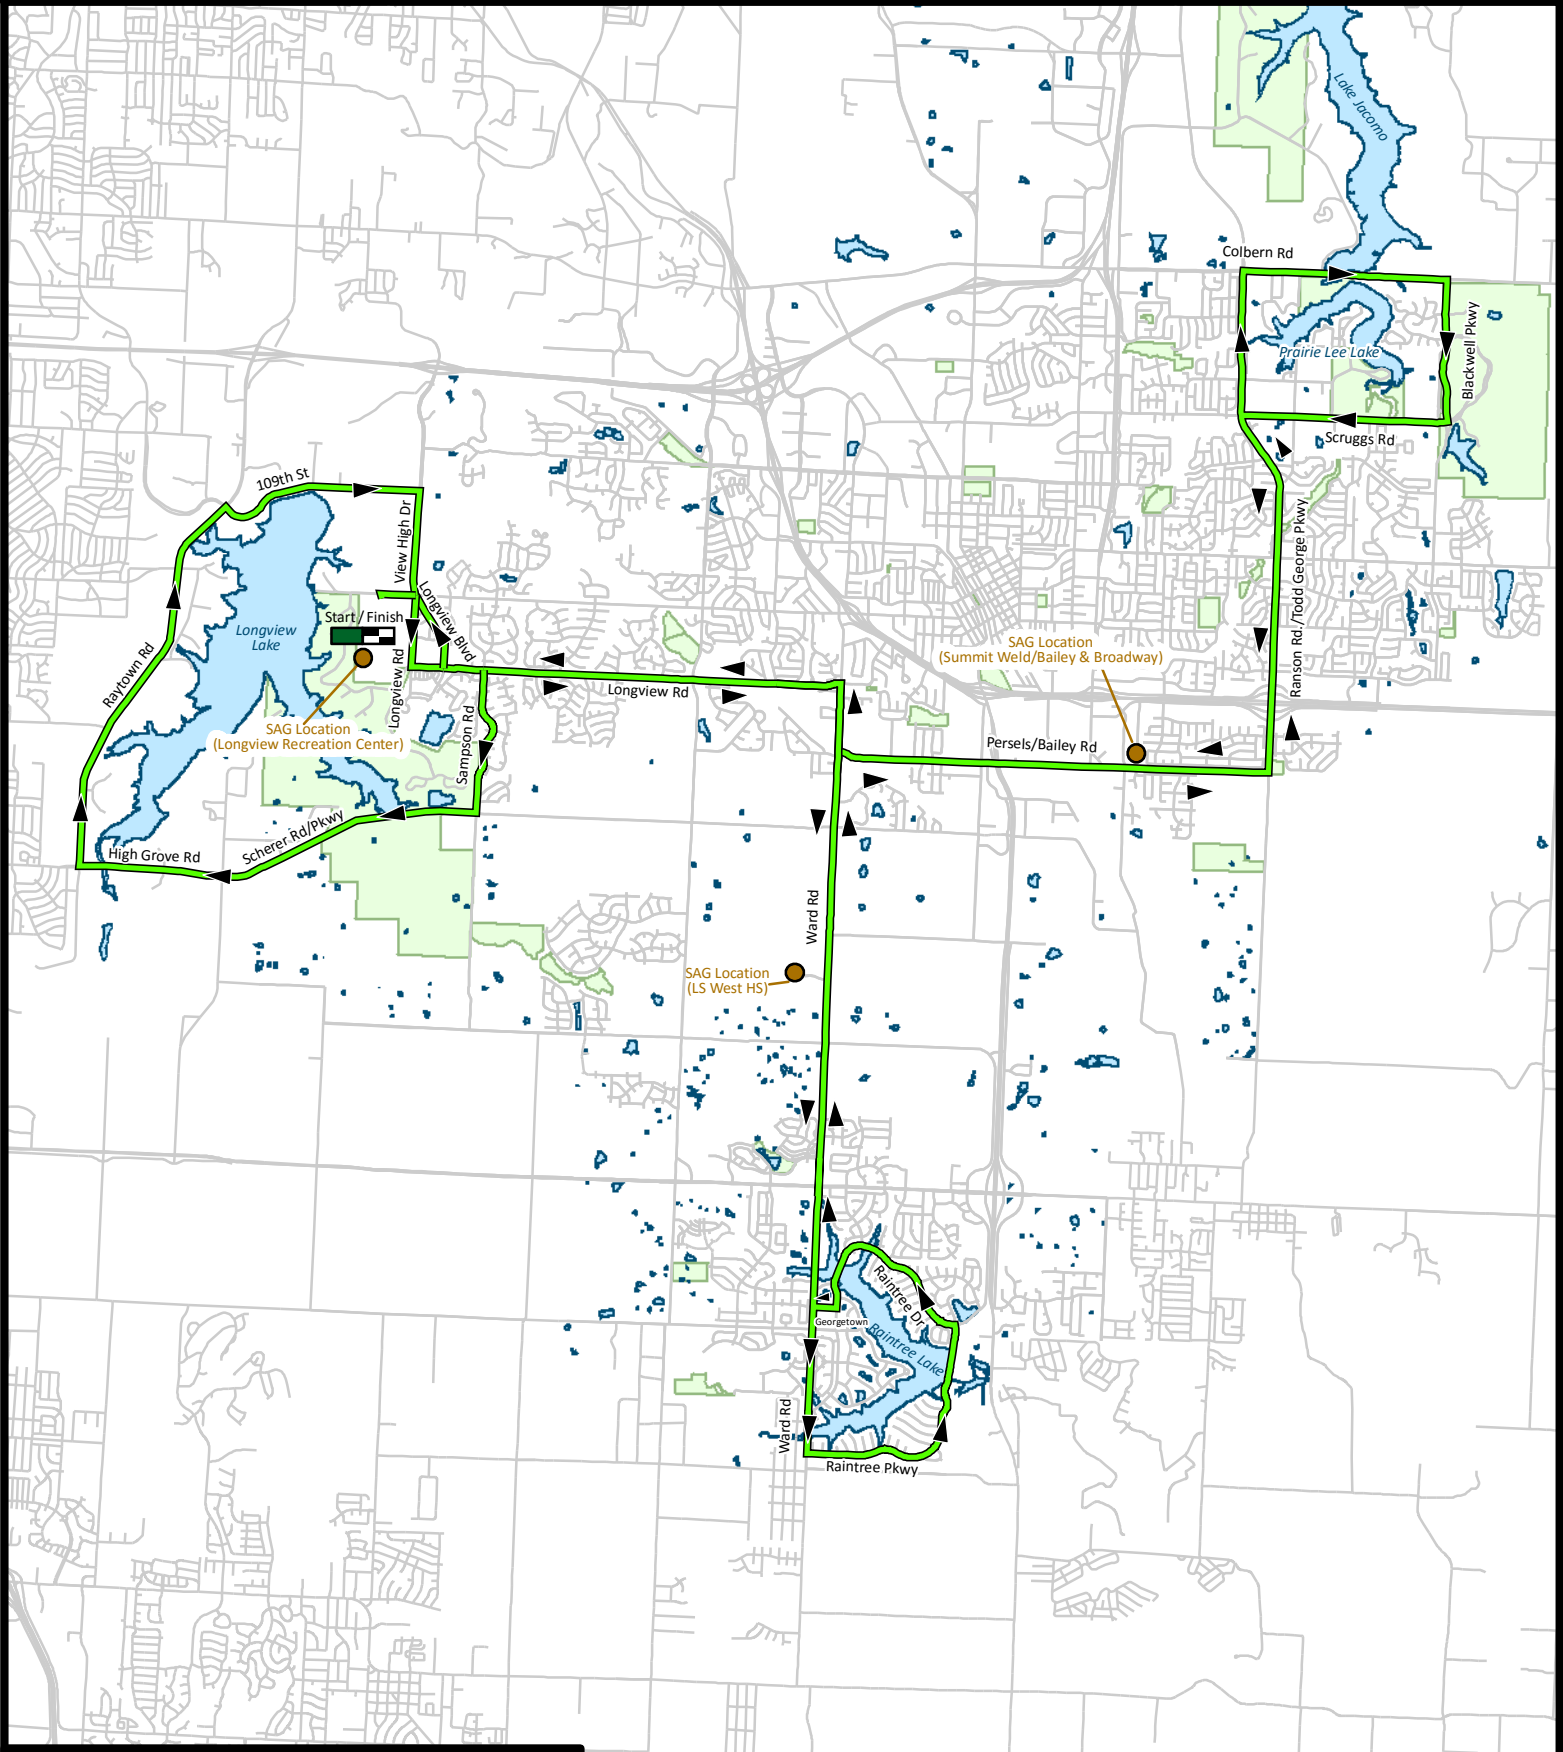 Lake Jacomo
Colbern Rd
Prairie Lee Lake
Blackwell Pkwy
Scruggs Rd
109th St
View High Dr
Longview Blvd
Start / Finish
Longview
Lake
Raytown Rd
Longview Rd
SAG Location
(Longview Recreation Center)
Sampson Rd
Longview Rd
SAG Location
(Summit Weld/Bailey & Broadway)
Ranson Rd./Todd George Pkwy
Persels/Bailey Rd
High Grove Rd
Scherer Rd/Pkwy
Ward Rd
SAG Location
(LS West HS)
Raintree Dr
Georgetown
Raintree Lake
Ward Rd
Raintree Pkwy